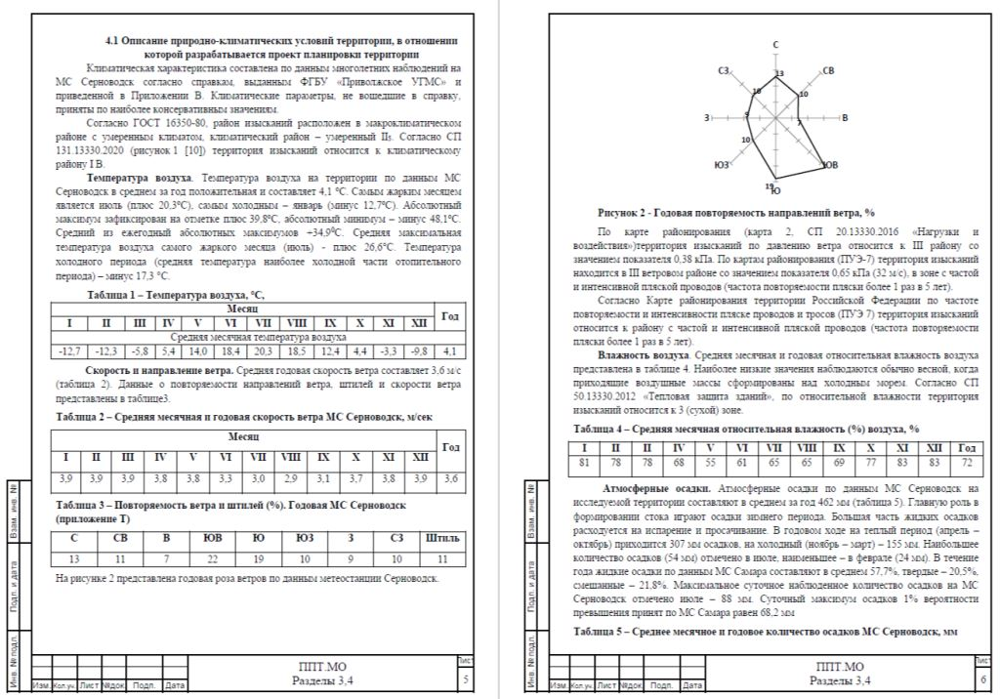 4.1 Описание природно-климатических условий территории, в отношении
которой разрабатывается проект планировки территории
Климатическая характеристика составлена по данным многолетних наблюдений на
МС Серноводск согласно справкам, выданным ФГБУ «Приволжское УГМС» и
приведенной в Приложении В. Климатические параметры, не вошедшие в справку,
приняты по наиболее консервативным значениям.
Согласно ГОСТ 16350-80, район изысканий расположен в макроклиматическом
районе с умеренным климатом, климатический район – умеренный II5. Согласно СП
131.13330.2020 (рисунок 1 [10]) территория изысканий относится к климатическому
району I В.
Температура воздуха. Температура воздуха на территории по данным МС
Серноводск в среднем за год положительная и составляет 4,1 °С. Самым жарким месяцем
является июль (плюс 20,3°С), самым холодным – январь (минус 12,7°С). Абсолютный
максимум зафиксирован на отметке плюс 39,8°С, абсолютный минимум – минус 48,1°С.
Средний из ежегодный абсолютных максимумов +34,9⁰С. Средняя максимальная
температура воздуха самого жаркого месяца (июль) - плюс 26,6°С. Температура
холодного периода (средняя температура наиболее холодной части отопительного
периода) – минус 17,3 °С.
Таблица 1 – Температура воздуха, °С,
Месяц Год
I II III IV V VI VII VIII IX X XI XII
Средняя месячная температура воздуха
-12,7 -12,3 -5,8 5,4 14,0 18,4 20,3 18,5 12,4 4,4 -3,3 -9,8 4,1
Скорость и направление ветра. Средняя годовая скорость ветра составляет 3,6 м/с
(таблица 2). Данные о повторяемости направлений ветра, штилей и скорости ветра
представлены в таблице3.
Таблица 2 – Средняя месячная и годовая скорость ветра МС Серноводск, м/сек
Месяц Год
I II III IV V VI VII VIII IX X XI XII
3,9 3,9 3,9 3,8 3,8 3,3 3,0 2,9 3,1 3,7 3,8 3,9 3,6
Таблица 3 – Повторяемость ветра и штилей (%). Годовая МС Серноводск
(приложение Т)
С СВ В ЮВ Ю ЮЗ З СЗ Штиль
13 11 7 22 19 10 9 10 11
На рисунке 2 представлена годовая роза ветров по данным метеостанции Серноводск.
Взам. инв. №
Подп. и дата
Инв. № подл.
Изм. Кол.уч. Лист №док Подп. Дата
ППТ.МО
Разделы 3,4
Лист
5
С
СЗ СВ
13
10 10
З 9 7 В
10
ЮЗ ЮВ
19
Ю
Рисунок 2 - Годовая повторяемость направлений ветра, %
По карте районирования (карта 2, СП 20.13330.2016 «Нагрузки и
воздействия»)территория изысканий по давлению ветра относится к III району со
значением показателя 0,38 кПа. По картам районирования (ПУЭ-7) территория изысканий
находится в III ветровом районе со значением показателя 0,65 кПа (32 м/с), в зоне с частой
и интенсивной пляской проводов (частота повторяемости пляски более 1 раз в 5 лет).
Согласно Карте районирования территории Российской Федерации по частоте
повторяемости и интенсивности пляске проводов и тросов (ПУЭ 7) территория изысканий
относится к району с частой и интенсивной пляской проводов (частота повторяемости
пляски более 1 раз в 5 лет).
Влажность воздуха. Средняя месячная и годовая относительная влажность воздуха
представлена в таблице 4. Наиболее низкие значения наблюдаются обычно весной, когда
приходящие воздушные массы сформированы над холодным морем. Согласно СП
50.13330.2012 «Тепловая защита зданий», по относительной влажности территория
изысканий относится к 3 (сухой) зоне.
Таблица 4 – Средняя месячная относительная влажность (%) воздуха, %
I II II IV V VI VII VIII IX X XI XII Год
81 78 78 68 55 61 65 65 69 77 83 83 72
Атмосферные осадки. Атмосферные осадки по данным МС Серноводск на
исследуемой территории составляют в среднем за год 462 мм (таблица 5). Главную роль в
формировании стока играют осадки зимнего периода. Большая часть жидких осадков
расходуется на испарение и просачивание. В годовом ходе на теплый период (апрель –
октябрь) приходится 307 мм осадков, на холодный (ноябрь – март) – 155 мм. Наибольшее
количество осадков (54 мм) отмечено в июле, наименьшее – в феврале (24 мм). В течение
года жидкие осадки по данным МС Самара составляют в среднем 57,7%, твердые – 20,5%,
смешанные – 21,8%. Максимальное суточное наблюденное количество осадков на МС
Серноводск отмечено июле – 88 мм. Суточный максимум осадков 1% вероятности
превышения принят по МС Самара равен 68,2 мм
Таблица 5 – Среднее месячное и годовое количество осадков МС Серноводск, мм
Взам. инв. №
Подп. и дата
Инв. № подл.
Изм. Кол.уч. Лист №док Подп. Дата
ППТ.МО
Разделы 3,4
Лист
6